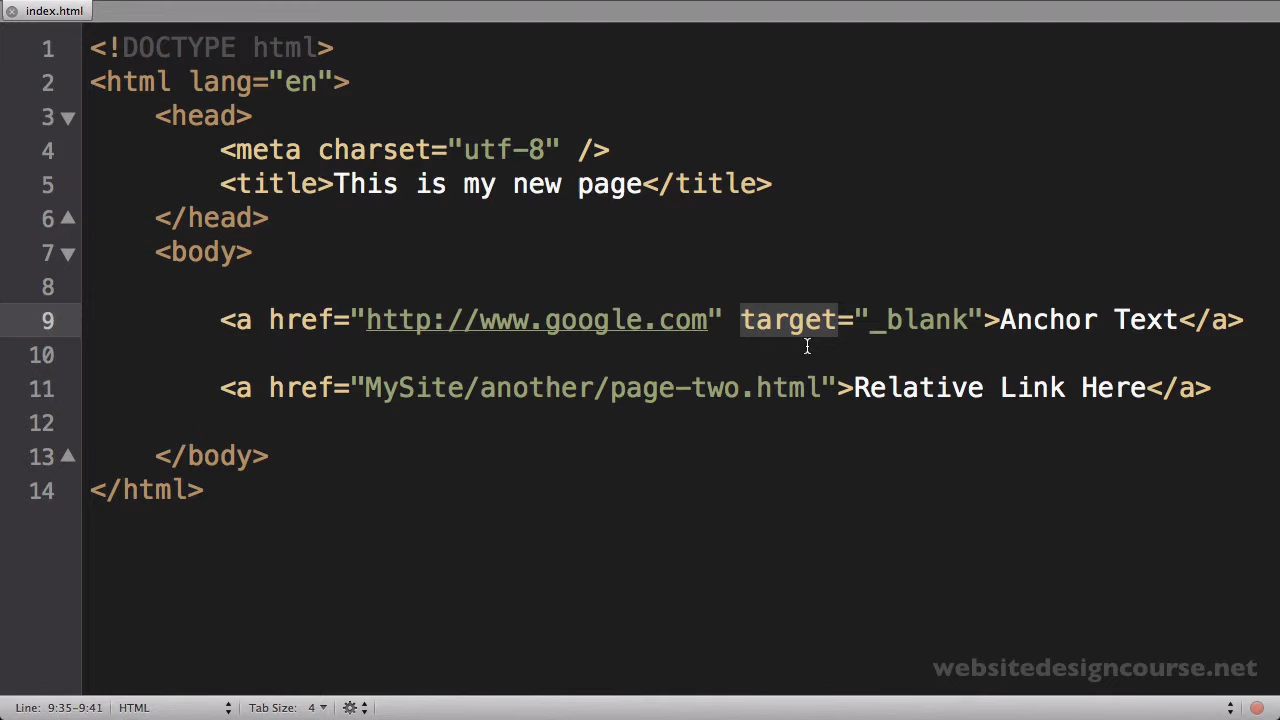 index.html
1 <!DOCTYPE html>
2 <html lang="en">
3 <head>
4 <meta charset="utf-8" />
5 <title>This is my new page</title>
6 </head>
7 <body>
8
9 <a href="http://www.google.com" target="_blank">Anchor Text</a>
10
11 <a href="MySite/another/page-two.html">Relative Link Here</a>
12
13 </body>
14 </html>
websitedesigncourse.net
Line: 9:35-9:41 HTML Tab Size: 4